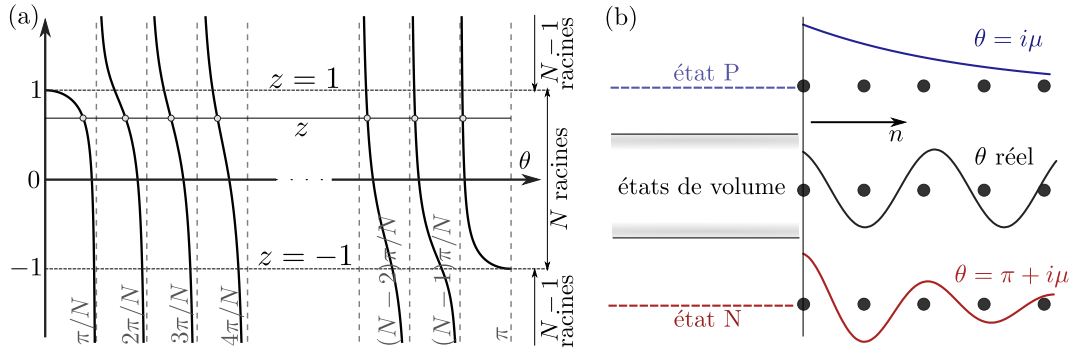 (a)
1
0
−1
z = 1
z
θ
· · ·
z = −1
π/N
2π/N
3π/N
4π/N
(N − 2)π/N
(N − 1)π/N
π
N − 1
racines
N racines
N − 1
racines
(b)
état P
états de volume
état N
θ = iμ
n
θ réel
θ = π + iμ